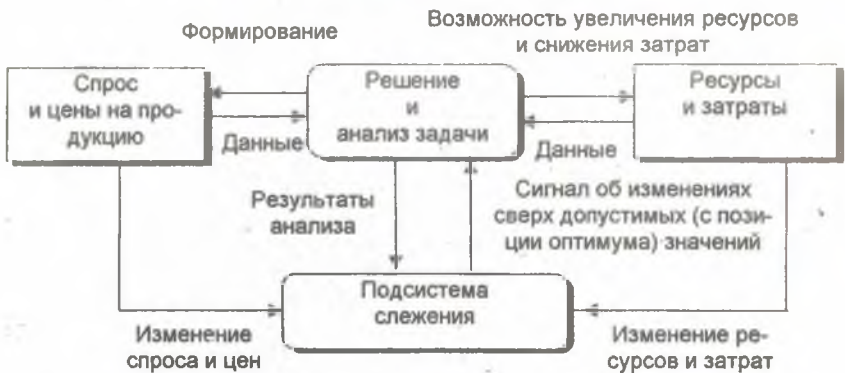 Формирование
Возможность увеличения ресурсов
и снижения затрат
Спрос
и цены на про-
дукцию
Решение
и
анализ задачи
Ресурсы
и затраты
Данные
Данные
Результаты
анализа
Сигнал об изменениях
сверх допустимых (с пози-
ции оптимума) значений
Подсистема
слежения
Изменение
спроса и цен
Изменение ре-
сурсов и затрат